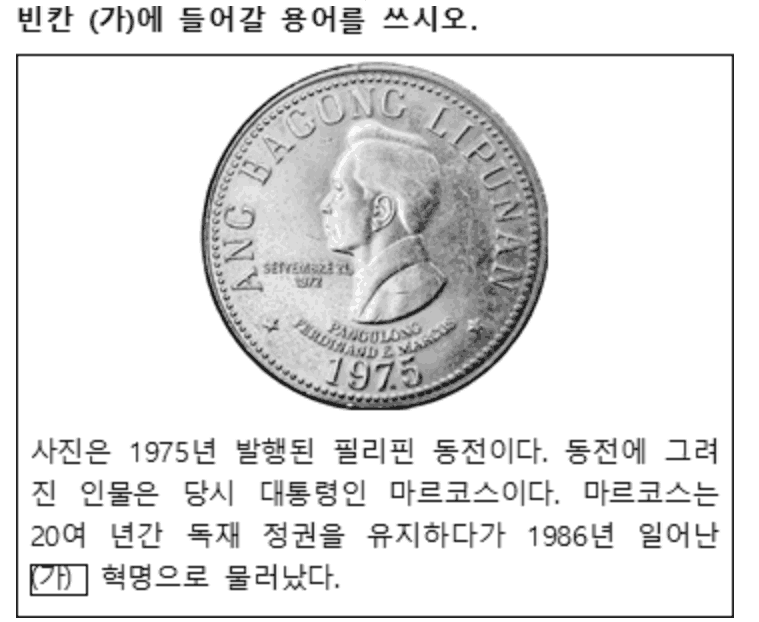 빈칸 (가)에 들어갈 용어를 쓰시오.
ANG BAGONG LIPUNAN
SETYEMBRE 21,
1972
PANGULONG
FERDINAND E. MARCOS
1975
사진은 1975년 발행된 필리핀 동전이다. 동전에 그려
진 인물은 당시 대통령인 마르코스이다. 마르코스는
20여 년간 독재 정권을 유지하다가 1986년 일어난
(가) 혁명으로 물러났다.